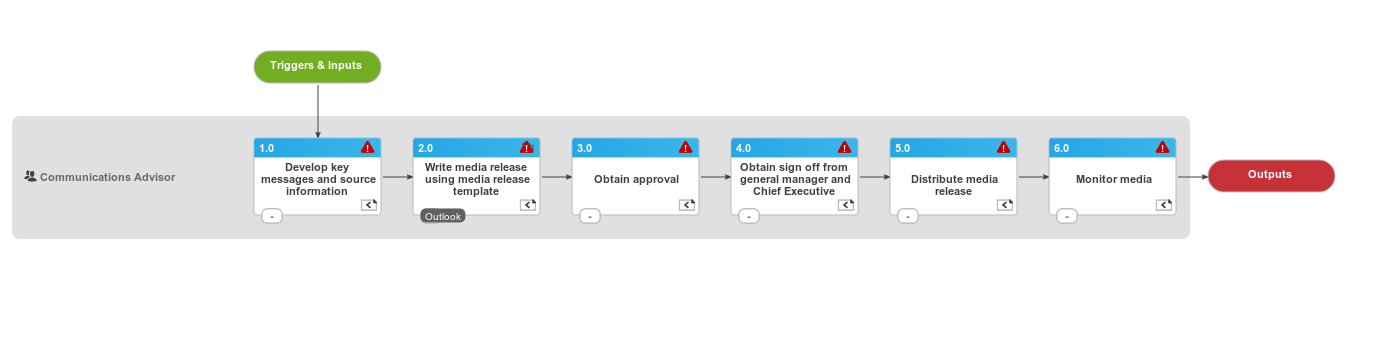 Triggers & Inputs
Communications Advisor
1.0
Develop key
messages and source
information
-
2.0
Write media release
using media release
template
Outlook
3.0
Obtain approval
-
4.0
Obtain sign off from
general manager and
Chief Executive
-
5.0
Distribute media
release
-
6.0
Monitor media
-
Outputs